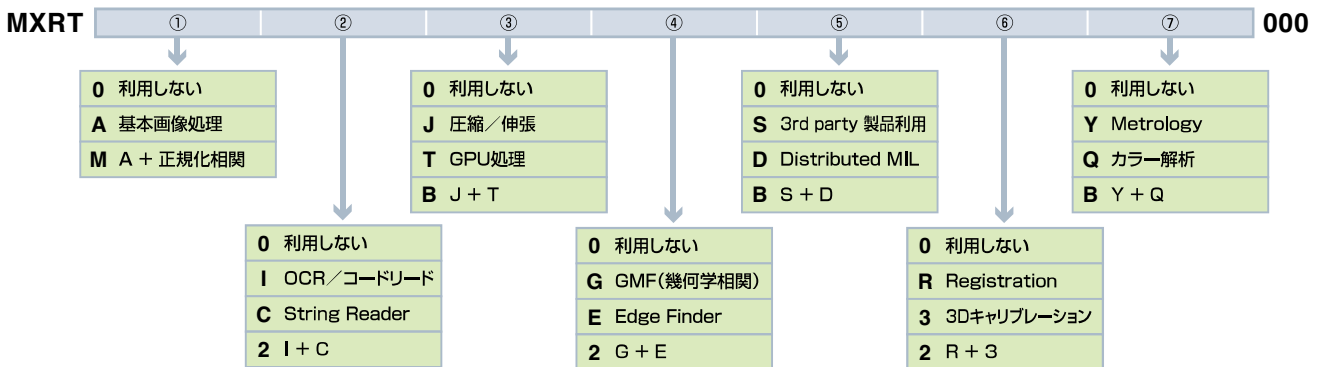 MXRT ① ② ③ ④ ⑤ ⑥ ⑦ 000
0 利用しない
A 基本画像処理
M A + 正規化相関
0 利用しない
I OCR／コードリード
C String Reader
2 I + C
0 利用しない
J 圧縮／伸張
T GPU処理
B J + T
0 利用しない
G GMF(幾何学相関)
E Edge Finder
2 G + E
0 利用しない
S 3rd party 製品利用
D Distributed MIL
B S + D
0 利用しない
R Registration
3 3Dキャリブレーション
2 R + 3
0 利用しない
Y Metrology
Q カラー解析
B Y + Q